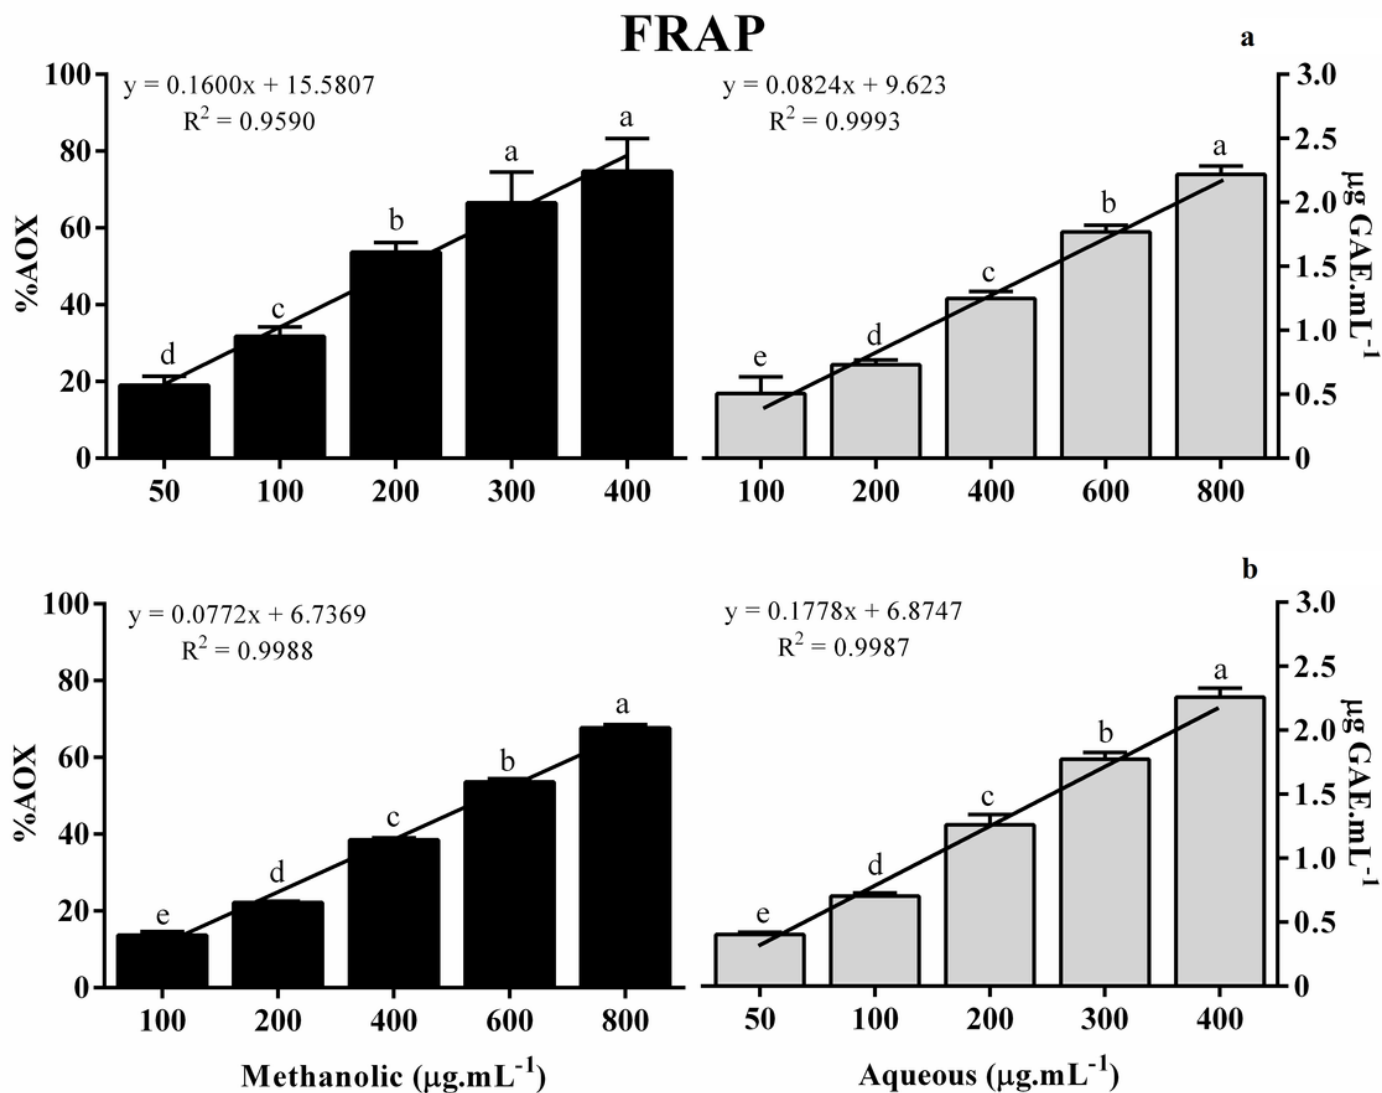 FRAP
a
y = 0.1600x + 15.5807
R² = 0.9590
100
80
60
40
20
0
%AOX
d
c
b
a
a
50 100 200 300 400
y = 0.0824x + 9.623
R² = 0.9993
3.0
2.5
2.0
1.5
1.0
0.5
0
μg GAE.mL⁻¹
e
d
c
b
a
100 200 400 600 800
b
y = 0.0772x + 6.7369
R² = 0.9988
100
80
60
40
20
0
%AOX
e
d
c
b
a
100 200 400 600 800
Methanolic (μg.mL⁻¹)
y = 0.1778x + 6.8747
R² = 0.9987
3.0
2.5
2.0
1.5
1.0
0.5
0
μg GAE.mL⁻¹
e
d
c
b
a
50 100 200 300 400
Aqueous (μg.mL⁻¹)